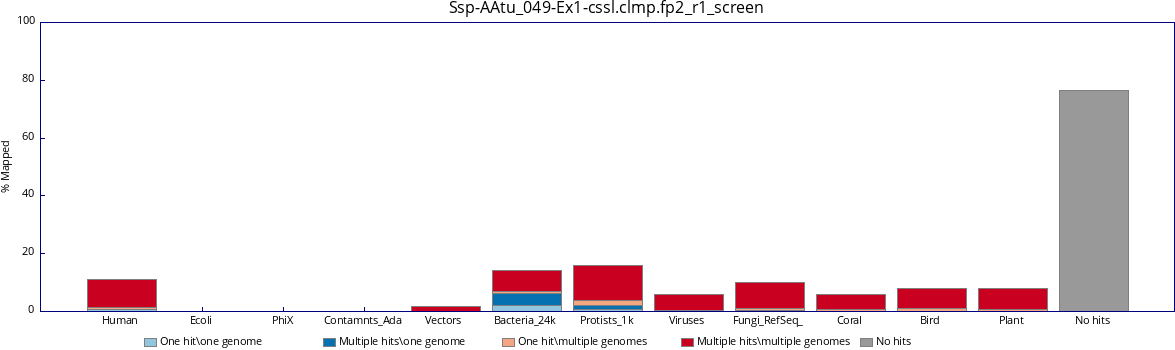 Ssp-AAtu_049-Ex1-cssl.clmp.fp2_r1_screen
100
80
60
40
20
0
% Mapped
Human Ecoli PhiX Contamnts_Ada Vectors Bacteria_24k Protists_1k Viruses Fungi_RefSeq_ Coral Bird Plant No hits
One hit\one genome Multiple hits\one genome One hit\multiple genomes Multiple hits\multiple genomes No hits